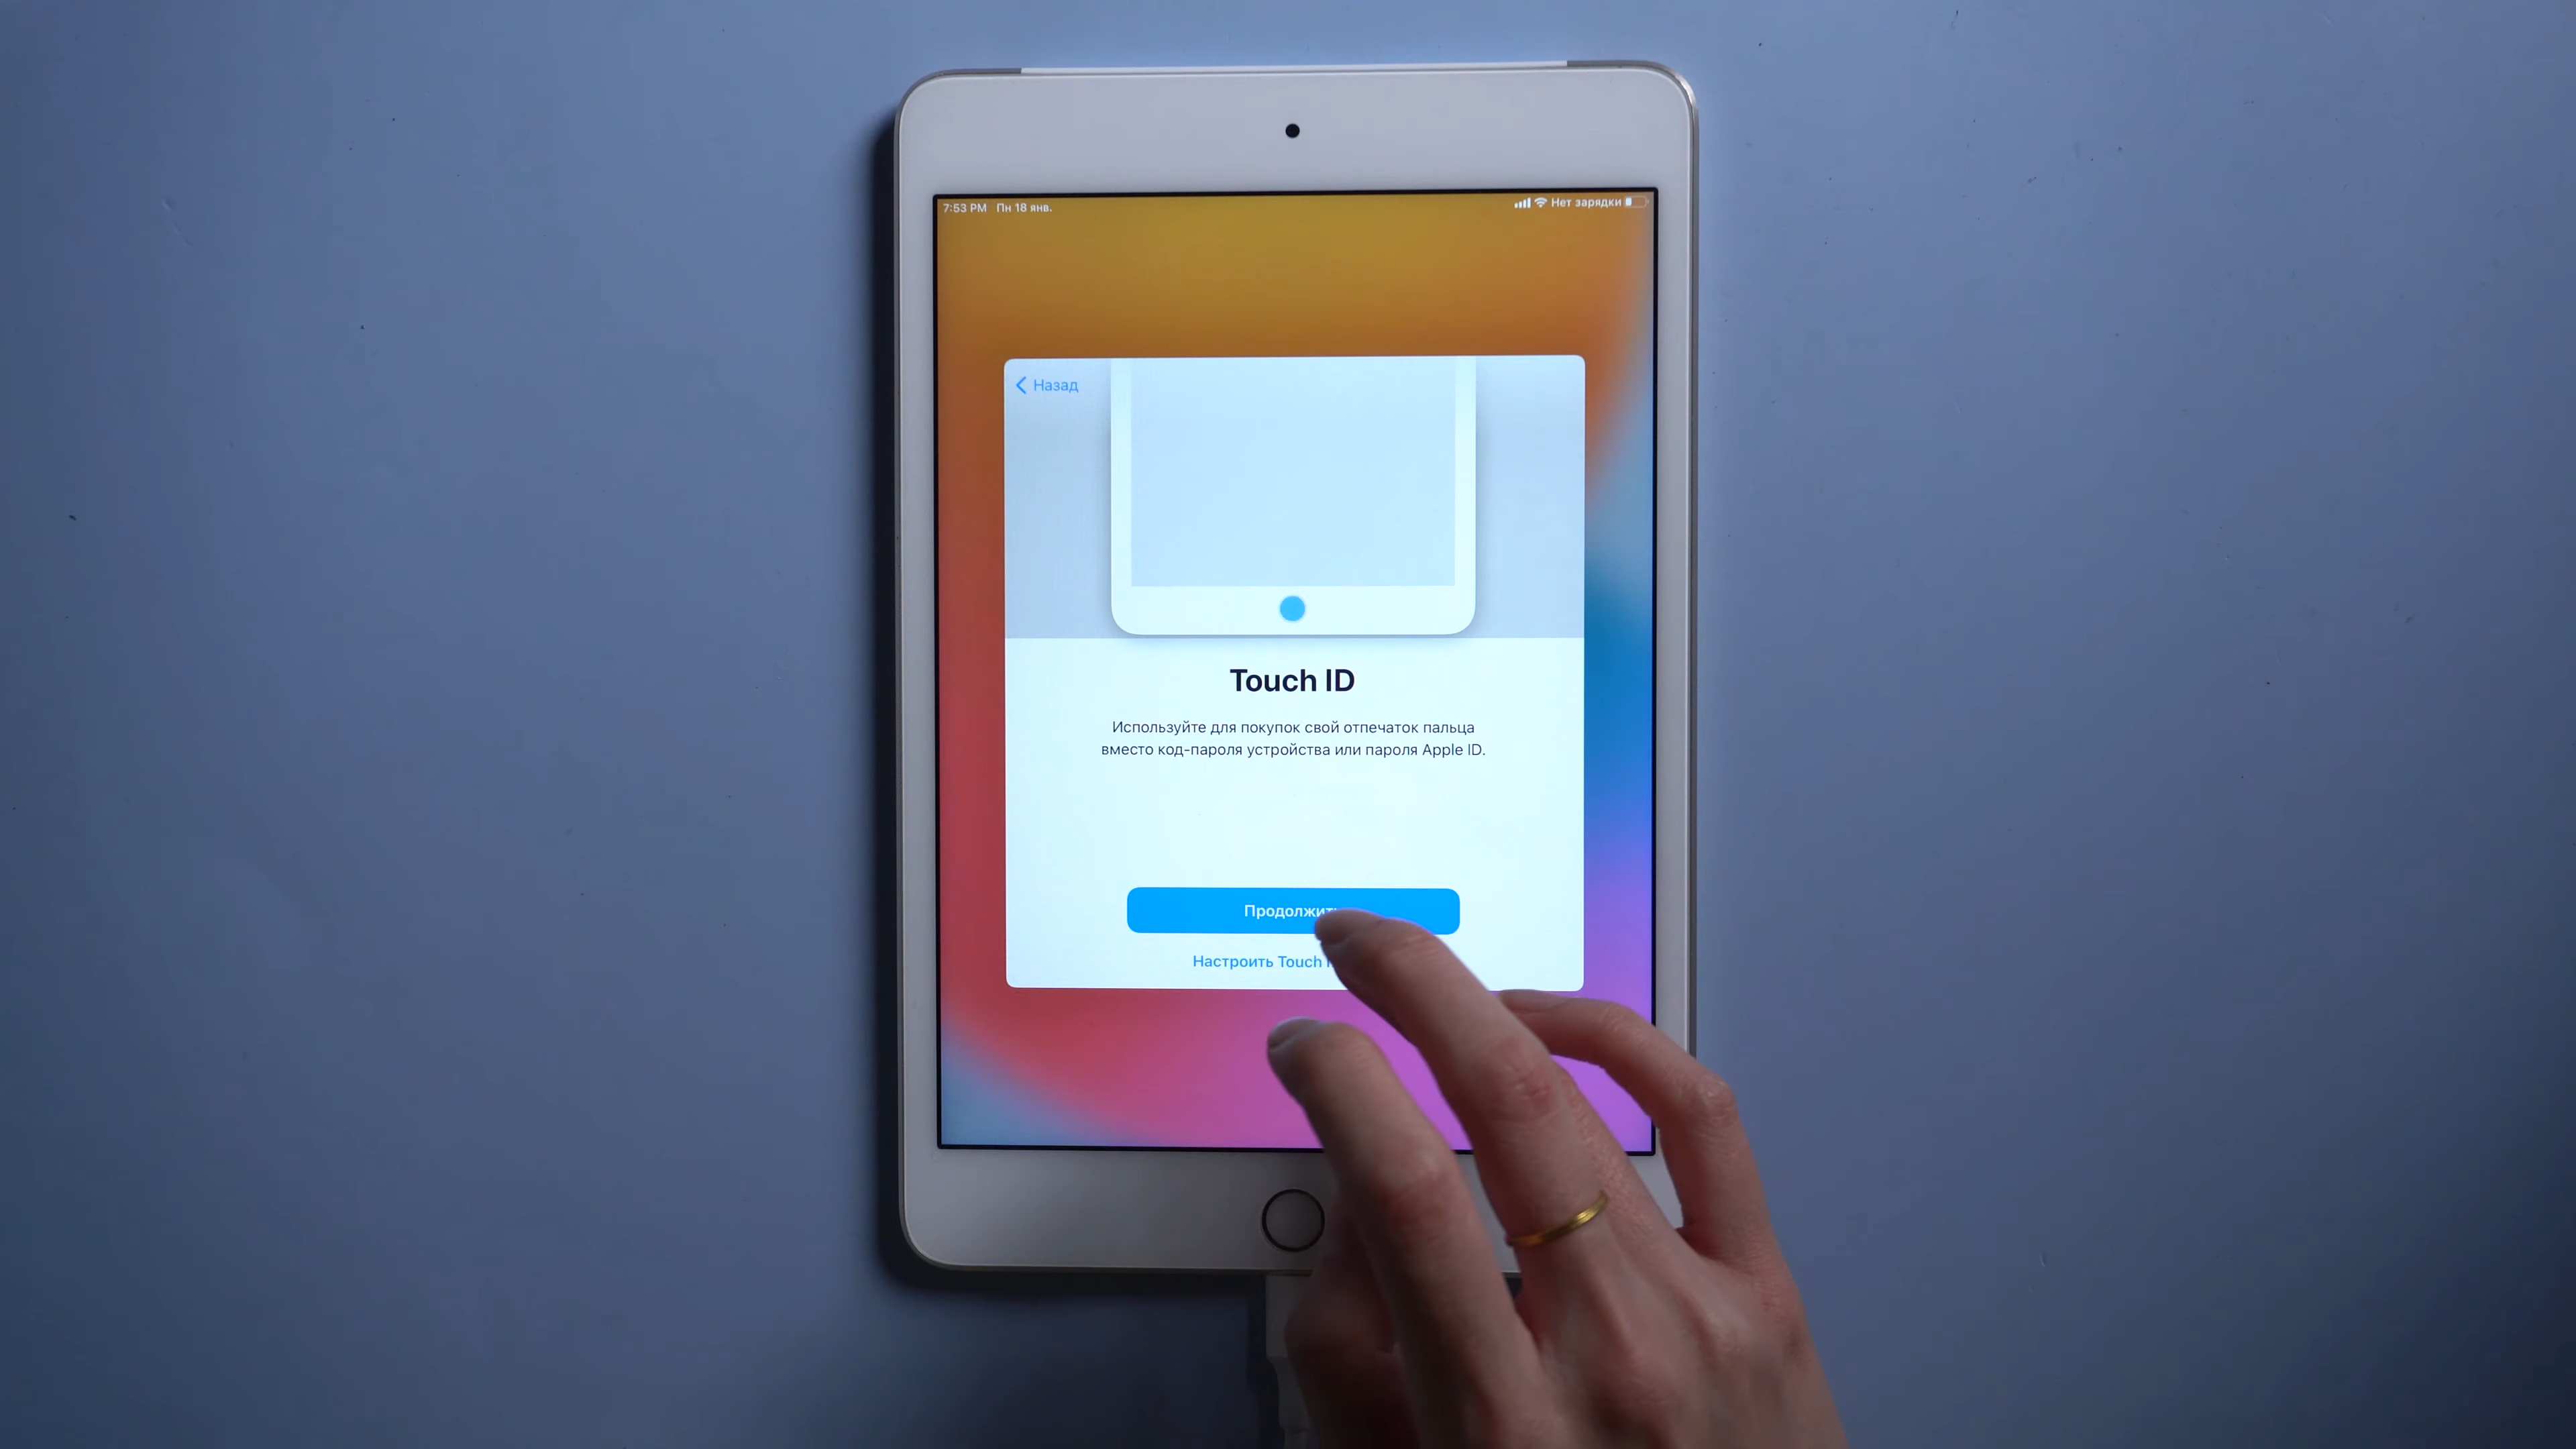 7:53 PM Пн 18 янв.
Нет зарядки
Назад
Touch ID
Используйте для покупок свой отпечаток пальца
вместо код-пароля устройства или пароля Apple ID.
Продолжить
Настроить Touch